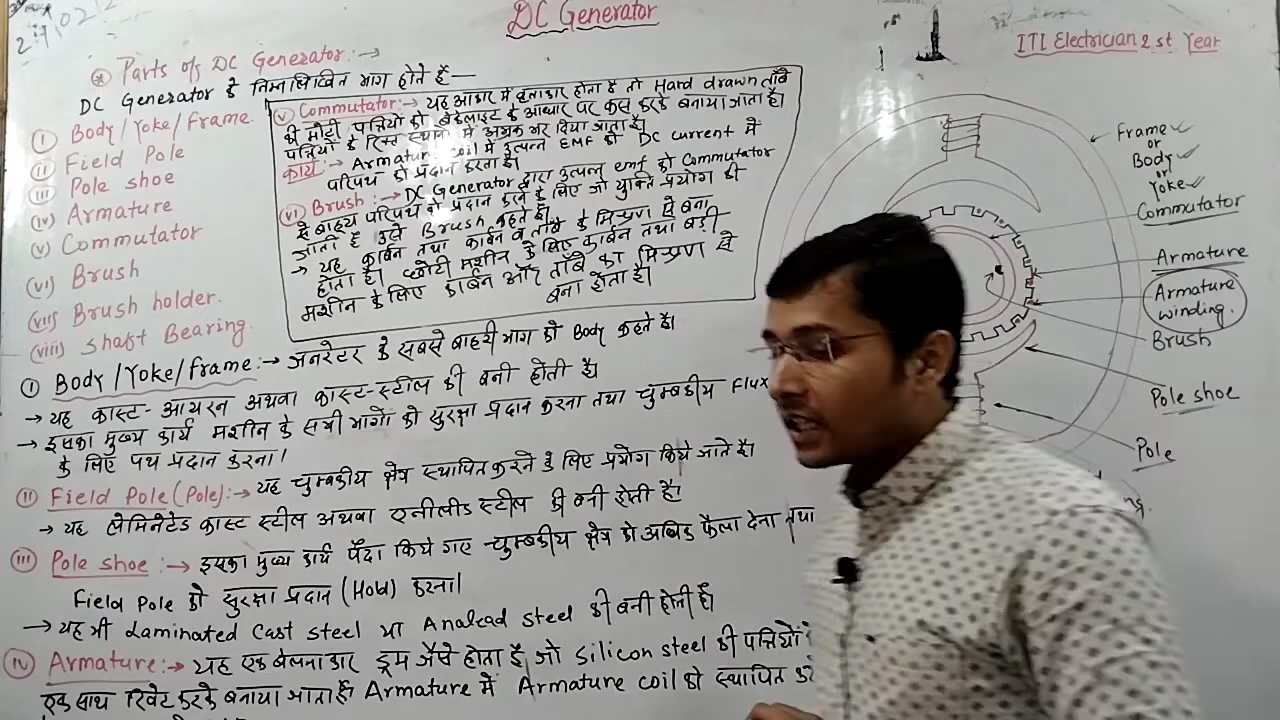 DC Generator
ITI Electrician 2 st Year
* Parts of DC Generator :→
DC Generator के निम्नलिखित भाग होते हैं—
(i) Body/Yoke/Frame.
(ii) Field Pole
(iii) Pole shoe
(iv) Armature
(v) Commutator
(vi) Brush
(vii) Brush holder.
(viii) Shaft Bearing.
(v) Commutator :→ यह आकार में वृताकार होता है तो Hard drawn ताँबे
की मोटी पत्तियों को बैकेलाइट के आधार पर कस करके बनाया जाता है।
पत्तियों के रिक्त स्थानों में अभ्रक भर दिया जाता है।
कार्य :→ Armature coil में उत्पन्न EMF को DC current में
परिपथ को प्रदान करता है।
(vi) Brush :→ DC Generator द्वारा उत्पन्न emf को Commutator
से बाहय परिपथ को प्रदान करने के लिए जो युक्ति प्रयोग की
जाती है उसे Brush कहते हैं।
→ यह कार्बन तथा कार्बन व ताँबे के मिश्रण से बना
होता है। छोटी मशीन के लिए कार्बन तथा बड़ी
मशीन के लिए कार्बन और ताँबे का मिश्रण से
बना होता है।
(i) Body/Yoke/Frame :→ जनरेटर के सबसे बाहरी भाग को Body कहते है।
→ यह कास्ट-आयरन अथवा कास्ट-स्टील की बनी होती है।
→ इसका मुख्य कार्य मशीन के सभी भागों को सुरक्षा प्रदान करना तथा चुम्बकीय Flux
के लिए पथ प्रदान करना।
(ii) Field Pole (Pole) :→ यह चुम्बकीय क्षेत्र स्थापित करने के लिए प्रयोग किये जाते है।
→ यह लेमिनेटेड कास्ट स्टील अथवा एनीलीड स्टील की बनी होती है।
(iii) Pole shoe :→ इसका मुख्य कार्य पैदा किये गए चुम्बकीय क्षेत्र को अधिक फैला देना तथा
Field Pole को सुरक्षा प्रदान (Hold) करना।
→ यह भी Laminated Cast steel या Analead steel की बनी होती है।
(iv) Armature :→ यह एक बेलनाकार ड्रम जैसे होता है जो Silicon steel की पत्तियों
एक साथ रिवेट करके बनाया जाता है। Armature में Armature coil को स्थापित
Frame
or
Body
or
Yoke
Commutator
Armature
Armature
winding.
Brush
Pole shoe
Pole